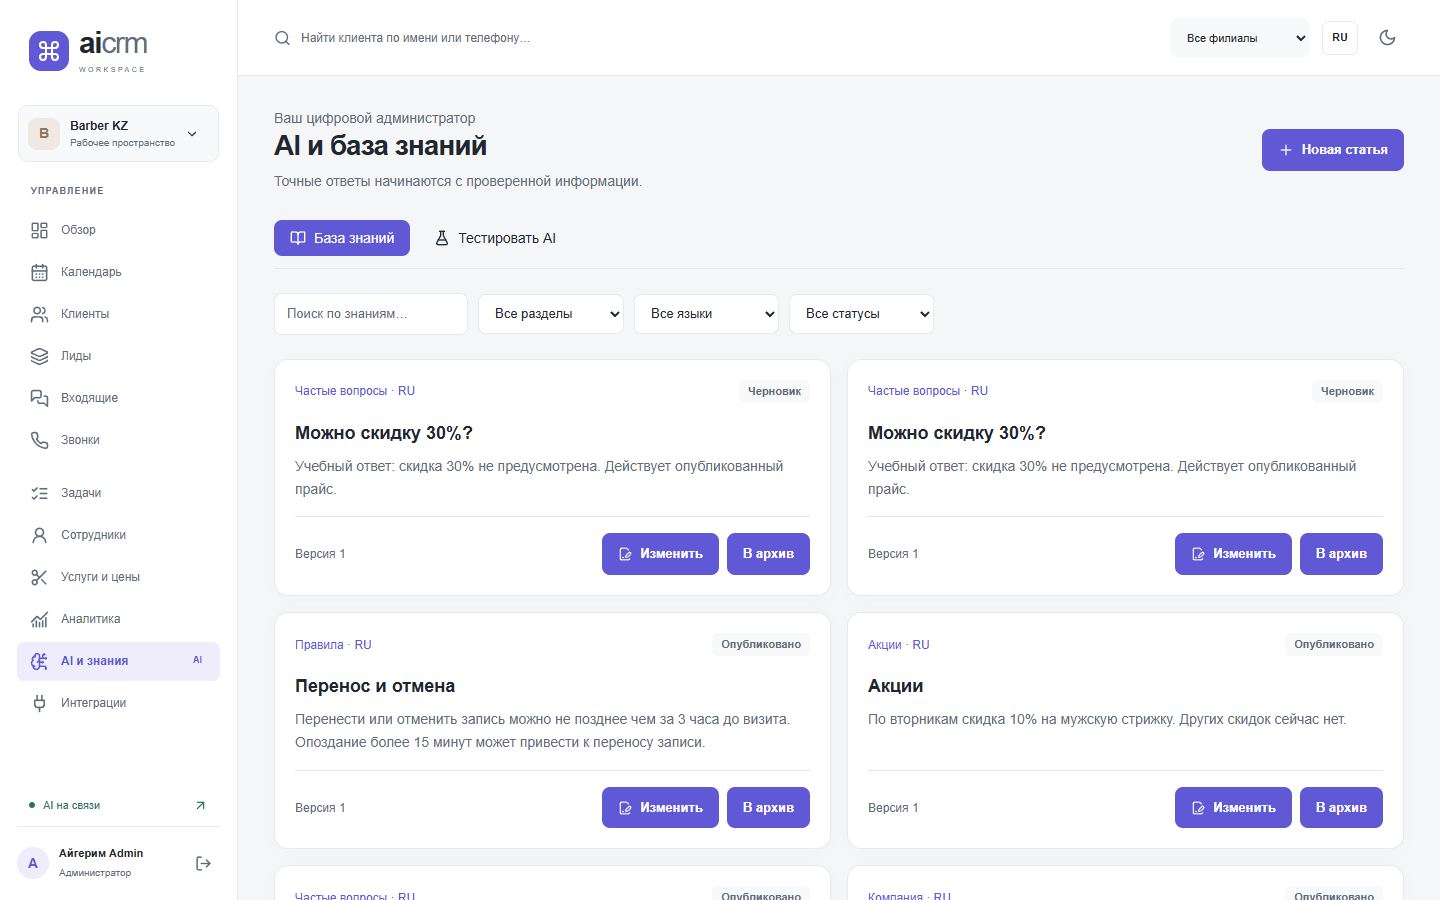 aicrm
WORKSPACE
Найти клиента по имени или телефону...
Все филиалы
RU
B
Barber KZ
Рабочее пространство
УПРАВЛЕНИЕ
Обзор
Календарь
Клиенты
Лиды
Входящие
Звонки
Задачи
Сотрудники
Услуги и цены
Аналитика
AI и знания
AI
Интеграции
AI на связи
A
Айгерим Admin
Администратор
Ваш цифровой администратор
AI и база знаний
Точные ответы начинаются с проверенной информации.
Новая статья
База знаний
Тестировать AI
Поиск по знаниям...
Все разделы
Все языки
Все статусы
Частые вопросы · RU
Черновик
Можно скидку 30%?
Учебный ответ: скидка 30% не предусмотрена. Действует опубликованный
прайс.
Версия 1
Изменить
В архив
Частые вопросы · RU
Черновик
Можно скидку 30%?
Учебный ответ: скидка 30% не предусмотрена. Действует опубликованный
прайс.
Версия 1
Изменить
В архив
Правила · RU
Опубликовано
Перенос и отмена
Перенести или отменить запись можно не позднее чем за 3 часа до визита.
Опоздание более 15 минут может привести к переносу записи.
Версия 1
Изменить
В архив
Акции · RU
Опубликовано
Акции
По вторникам скидка 10% на мужскую стрижку. Других скидок сейчас нет.
Версия 1
Изменить
В архив
Частые вопросы · RU
Опубликовано
Компания · RU
Опубликовано